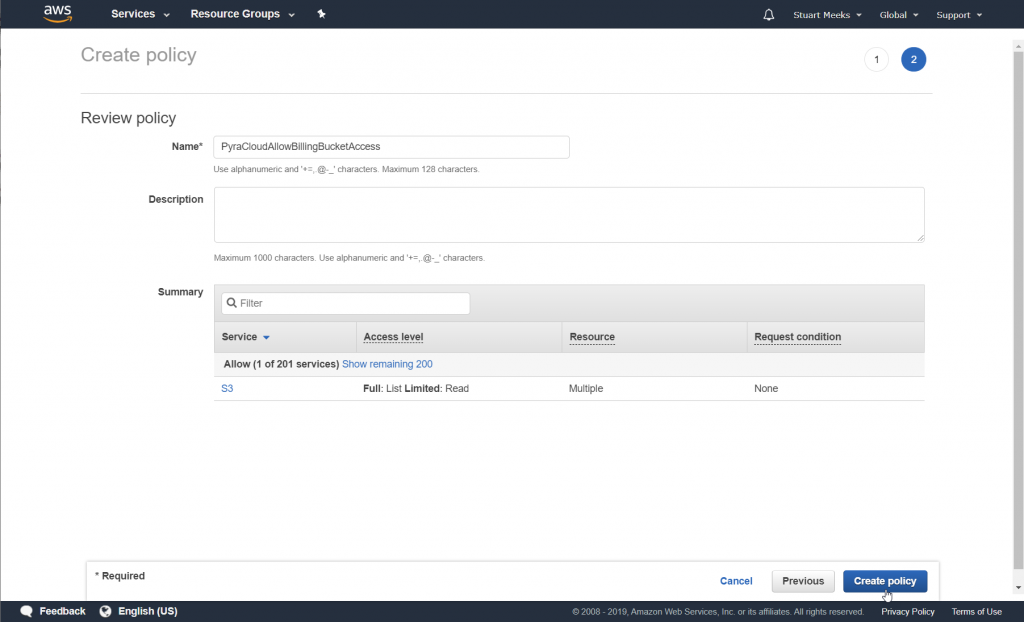 aws Services Resource Groups Stuart Meeks Global Support
Create policy 1 2
Review policy
Name* PyraCloudAllowBillingBucketAccess
Use alphanumeric and '+=,.@-_' characters. Maximum 128 characters.
Description
Maximum 1000 characters. Use alphanumeric and '+=,.@-_' characters.
Summary Filter
Service Access level Resource Request condition
Allow (1 of 201 services) Show remaining 200
S3 Full: List Limited: Read Multiple None
* Required Cancel Previous Create policy
Feedback English (US) © 2008 - 2019, Amazon Web Services, Inc. or its affiliates. All rights reserved. Privacy Policy Terms of Use